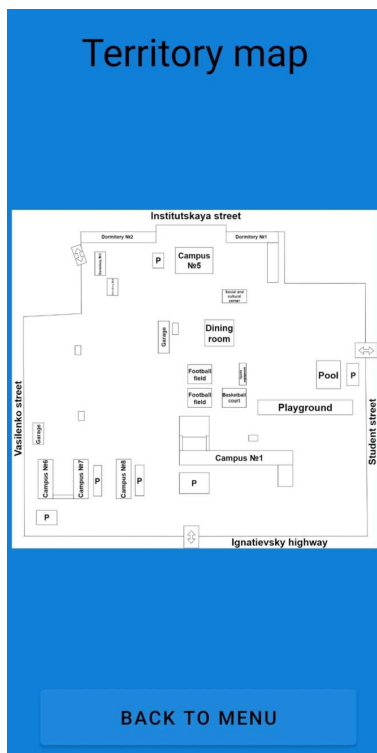 Territory map
Institutskaya street
Dormitory №2
Dormitory №1
P
Campus
№5
Social and
cultural
center
Garage
Dining
room
Football
field
Football
field
Basketball
court
Pool
P
Playground
Vasilenko street
Student street
Garage
Campus №1
Campus №6
Campus №7
P
Campus №8
P
P
P
Ignatievsky highway
BACK TO MENU